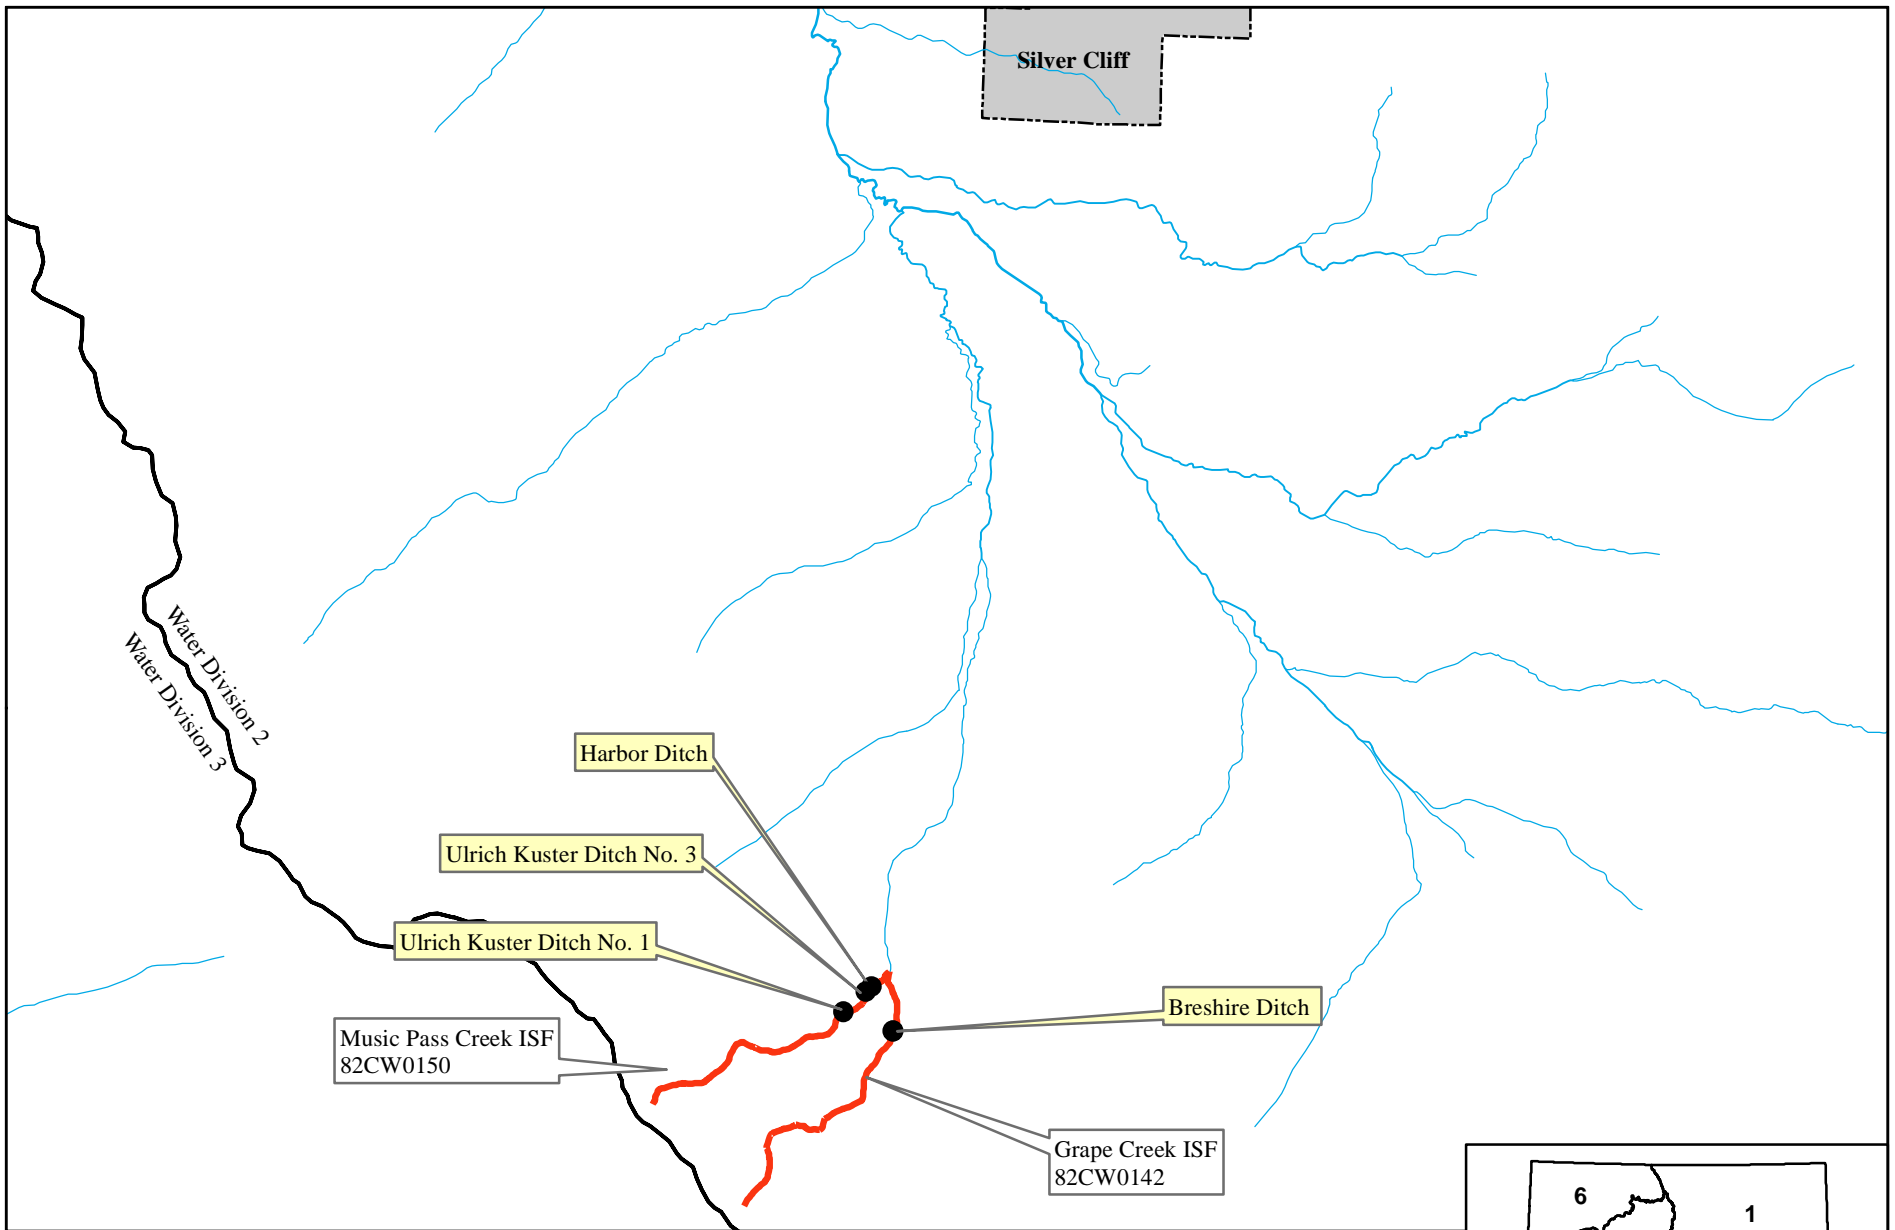 Silver Cliff
Water Division 2
Water Division 3
Harbor Ditch
Ulrich Kuster Ditch No. 3
Ulrich Kuster Ditch No. 1
Breshire Ditch
Music Pass Creek ISF
82CW0150
Grape Creek ISF
82CW0142
6
1